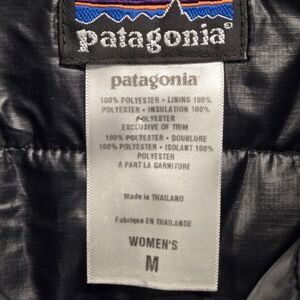 patagonia
patagonia
100% POLYESTER • LINING 100%
POLYESTER • INSULATION 100%
POLYESTER
EXCLUSIVE OF TRIM
100% POLYESTER • DOUBLURE
100% POLYESTER • ISOLANT 100%
POLYESTER
A PART LA GARNITURE
Made in THAILAND
Fabrique EN THAILANDE
WOMEN'S
M